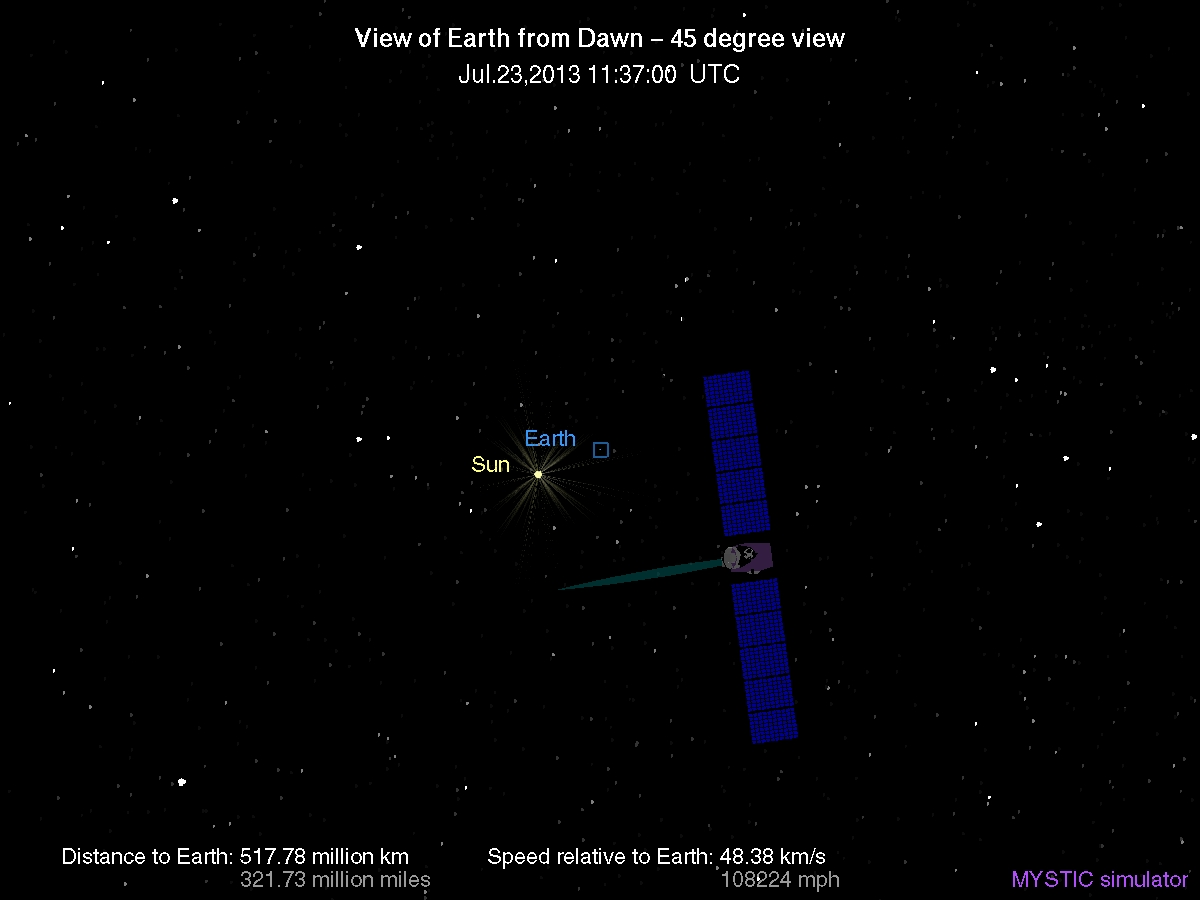 View of Earth from Dawn – 45 degree view
Jul.23,2013 11:37:00 UTC
Earth
Sun
Distance to Earth: 517.78 million km
321.73 million miles
Speed relative to Earth: 48.38 km/s
108224 mph
MYSTIC simulator